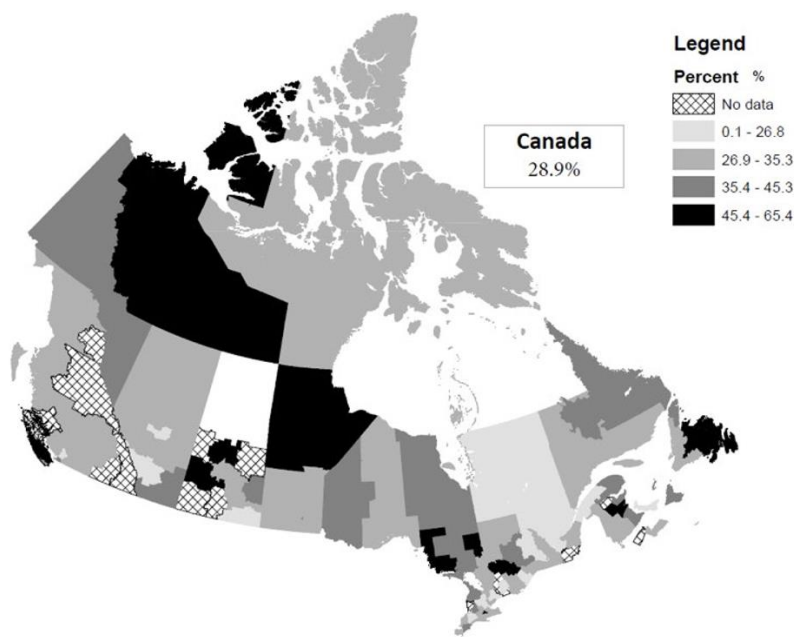 Legend
Percent %
No data
0.1 - 26.8
26.9 - 35.3
35.4 - 45.3
45.4 - 65.4
Canada
28.9%